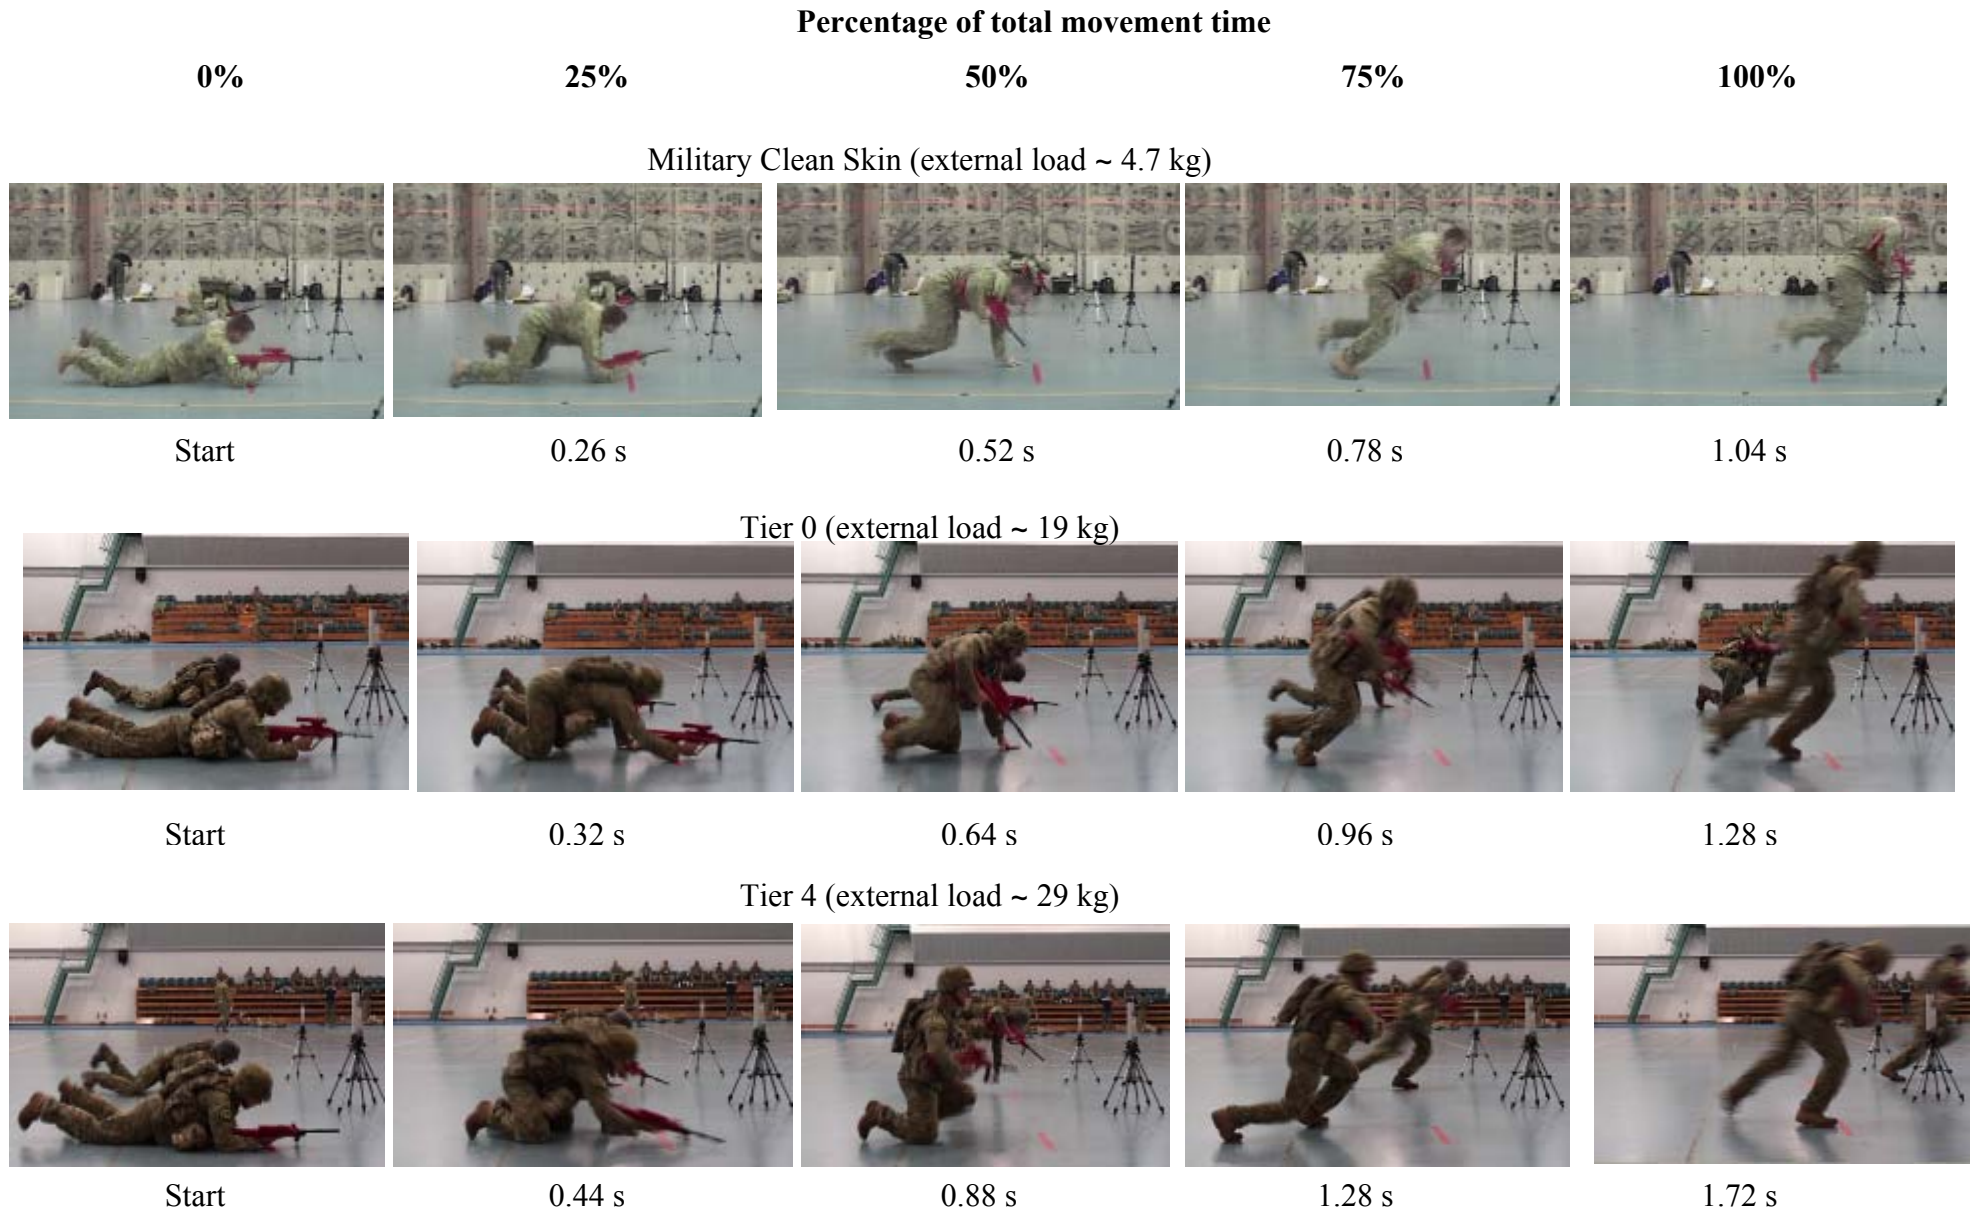 Percentage of total movement time
0% 25% 50% 75% 100%
Military Clean Skin (external load ~ 4.7 kg)
Start 0.26 s 0.52 s 0.78 s 1.04 s
Tier 0 (external load ~ 19 kg)
Start 0.32 s 0.64 s 0.96 s 1.28 s
Tier 4 (external load ~ 29 kg)
Start 0.44 s 0.88 s 1.28 s 1.72 s